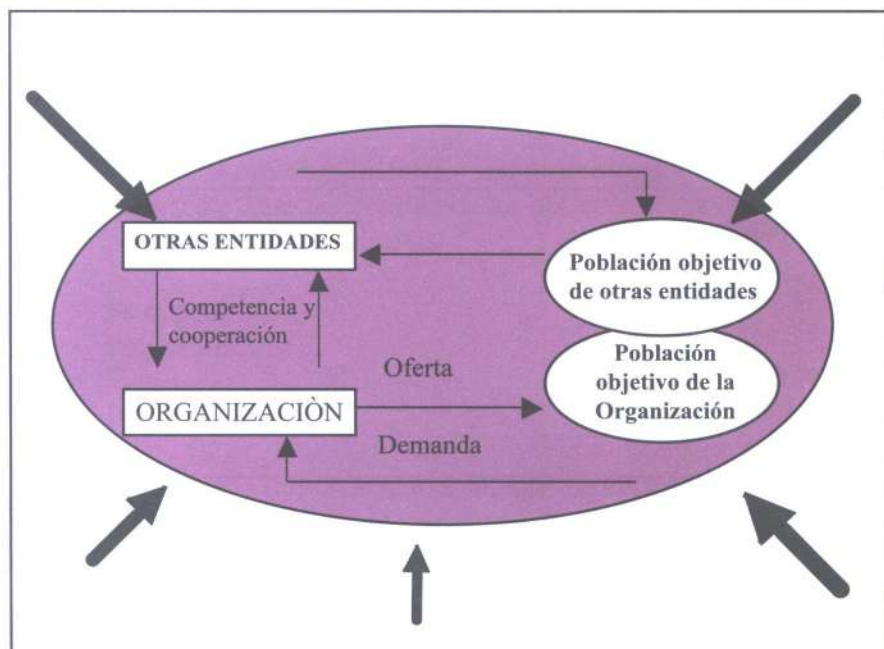 OTRAS ENTIDADES
Población objetivo
de otras entidades
Competencia y
cooperación
Oferta
Población
objetivo de la
Organización
ORGANIZACIÒN
Demanda